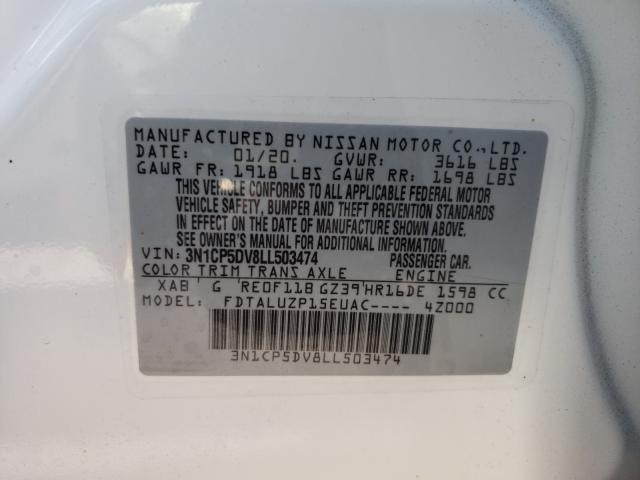 MANUFACTURED BY NISSAN MOTOR CO.,LTD.
DATE: 01/20. GVWR: 3616 LBS
GAWR FR: 1918 LBS GAWR RR: 1698 LBS
THIS VEHICLE CONFORMS TO ALL APPLICABLE FEDERAL MOTOR
VEHICLE SAFETY, BUMPER AND THEFT PREVENTION STANDARDS
IN EFFECT ON THE DATE OF MANUFACTURE SHOWN ABOVE.
SEE OWNER'S MANUAL FOR ADDITIONAL INFORMATION.
VIN: 3N1CP5DV8LL503474 PASSENGER CAR.
COLOR TRIM TRANS AXLE ENGINE
XAB' G 'RE0F11B GZ39'HR16DE 1598 CC
MODEL: FDTALUZP15EUAC---- 4Z000
3N1CP5DV8LL503474